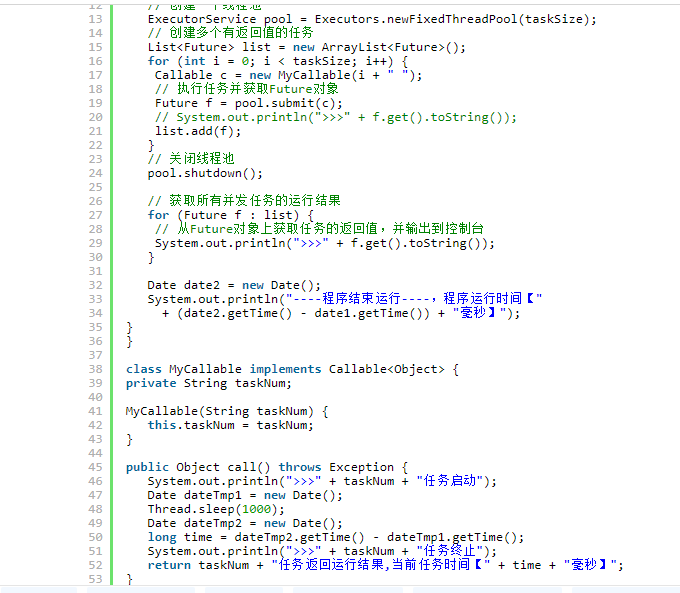 12 // 创建一个线程池
13 ExecutorService pool = Executors.newFixedThreadPool(taskSize);
14 // 创建多个有返回值的任务
15 List<Future> list = new ArrayList<Future>();
16 for (int i = 0; i < taskSize; i++) {
17 Callable c = new MyCallable(i + " ");
18 // 执行任务并获取Future对象
19 Future f = pool.submit(c);
20 // System.out.println(">>>" + f.get().toString());
21 list.add(f);
22 }
23 // 关闭线程池
24 pool.shutdown();
25
26 // 获取所有并发任务的运行结果
27 for (Future f : list) {
28 // 从Future对象上获取任务的返回值，并输出到控制台
29 System.out.println(">>>" + f.get().toString());
30 }
31
32 Date date2 = new Date();
33 System.out.println("----程序结束运行----，程序运行时间【"
34 + (date2.getTime() - date1.getTime()) + "毫秒】");
35 }
36 }
37
38 class MyCallable implements Callable<Object> {
39 private String taskNum;
40
41 MyCallable(String taskNum) {
42 this.taskNum = taskNum;
43 }
44
45 public Object call() throws Exception {
46 System.out.println(">>>" + taskNum + "任务启动");
47 Date dateTmp1 = new Date();
48 Thread.sleep(1000);
49 Date dateTmp2 = new Date();
50 long time = dateTmp2.getTime() - dateTmp1.getTime();
51 System.out.println(">>>" + taskNum + "任务终止");
52 return taskNum + "任务返回运行结果,当前任务时间【" + time + "毫秒】";
53 }